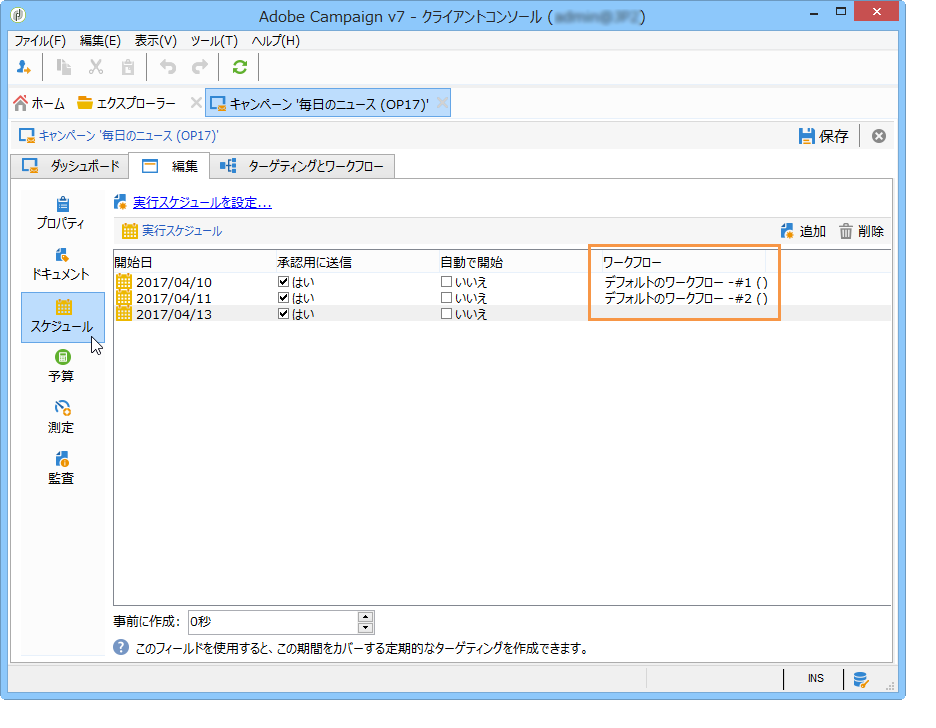 Adobe Campaign v7 - クライアントコンソール ( )
ファイル(F) 編集(E) 表示(V) ツール(T) ヘルプ(H)
ホーム エクスプローラー キャンペーン '毎日のニュース (OP17)'
キャンペーン '毎日のニュース (OP17)' 保存
ダッシュボード 編集 ターゲティングとワークフロー
プロパティ
ドキュメント
スケジュール
予算
測定
監査
実行スケジュールを設定...
実行スケジュール 追加 削除
開始日 承認用に送信 自動で開始 ワークフロー
2017/04/10 はい いいえ デフォルトのワークフロー -#1 ()
2017/04/11 はい いいえ デフォルトのワークフロー -#2 ()
2017/04/13 はい いいえ
事前に作成: 0秒
このフィールドを使用すると、この期間をカバーする定期的なターゲティングを作成できます。
INS